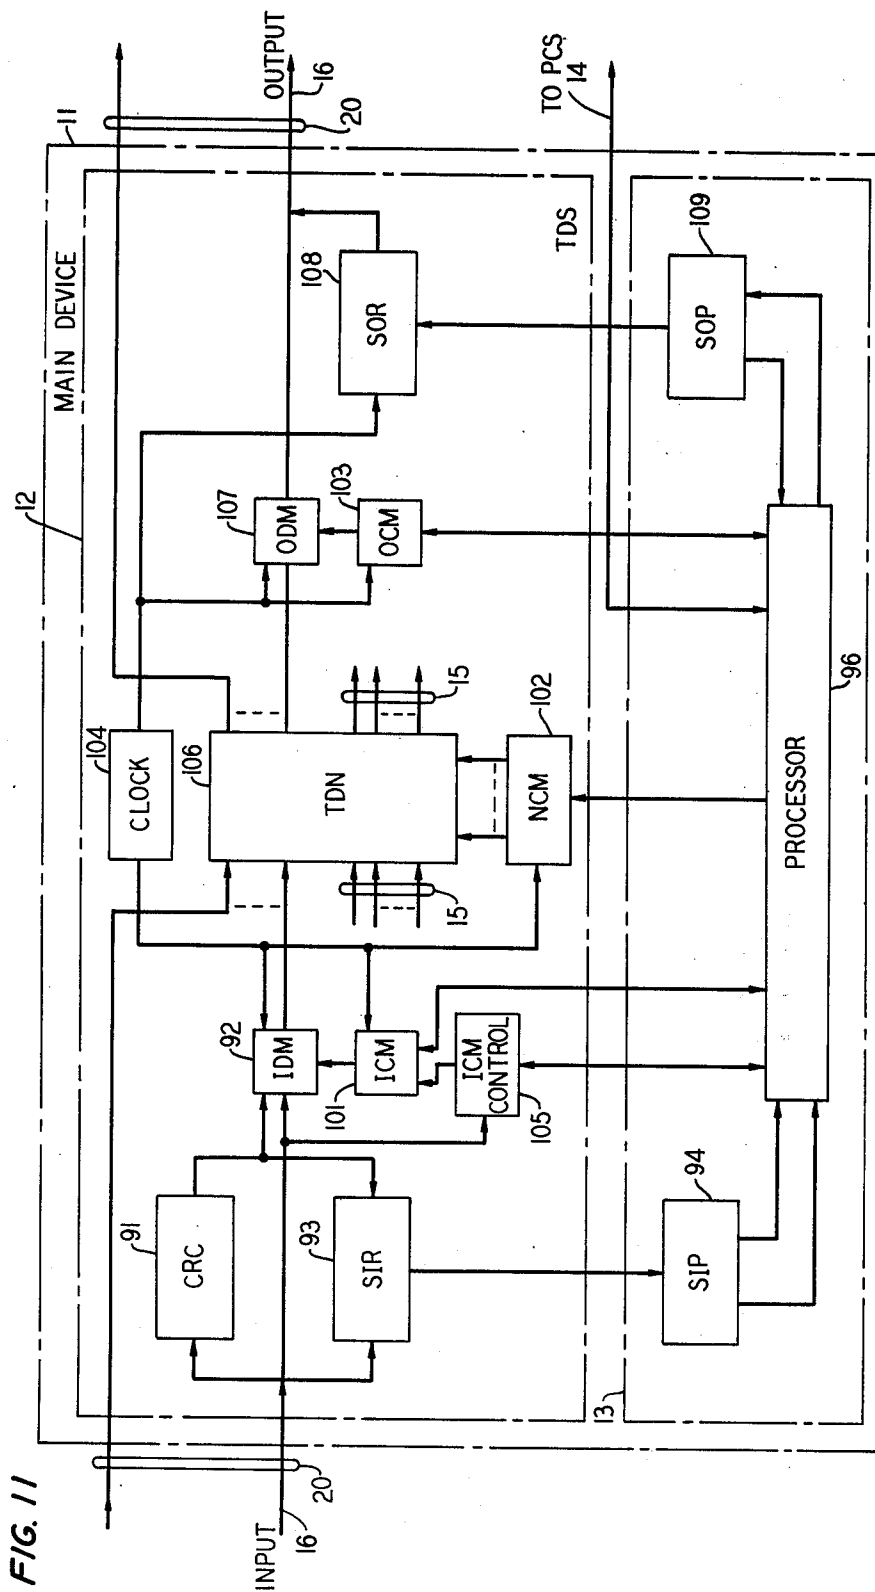 FIG. 11
11
MAIN DEVICE
12
104
CLOCK
OUTPUT
16
20
20
INPUT
16
91
CRC
93
SIR
92
IDM
101
ICM
ICM
CONTROL
105
106
TDN
15
15
102
NCM
107
ODM
103
OCM
108
SOR
TDS
TO PCS
14
13
94
SIP
PROCESSOR
96
109
SOP